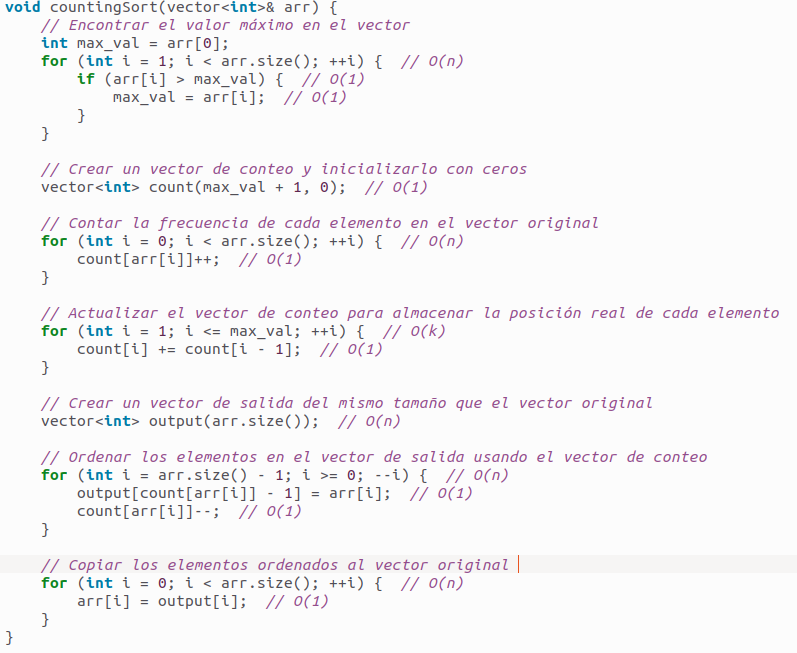 void countingSort(vector<int>& arr) {
    // Encontrar el valor máximo en el vector
    int max_val = arr[0];
    for (int i = 1; i < arr.size(); ++i) {  // O(n)
        if (arr[i] > max_val) {  // O(1)
            max_val = arr[i];  // O(1)
        }
    }

    // Crear un vector de conteo y inicializarlo con ceros
    vector<int> count(max_val + 1, 0);  // O(1)

    // Contar la frecuencia de cada elemento en el vector original
    for (int i = 0; i < arr.size(); ++i) {  // O(n)
        count[arr[i]]++;  // O(1)
    }

    // Actualizar el vector de conteo para almacenar la posición real de cada elemento
    for (int i = 1; i <= max_val; ++i) {  // O(k)
        count[i] += count[i - 1];  // O(1)
    }

    // Crear un vector de salida del mismo tamaño que el vector original
    vector<int> output(arr.size());  // O(n)

    // Ordenar los elementos en el vector de salida usando el vector de conteo
    for (int i = arr.size() - 1; i >= 0; --i) {  // O(n)
        output[count[arr[i]] - 1] = arr[i];  // O(1)
        count[arr[i]]--;  // O(1)
    }

    // Copiar los elementos ordenados al vector original
    for (int i = 0; i < arr.size(); ++i) {  // O(n)
        arr[i] = output[i];  // O(1)
    }
}